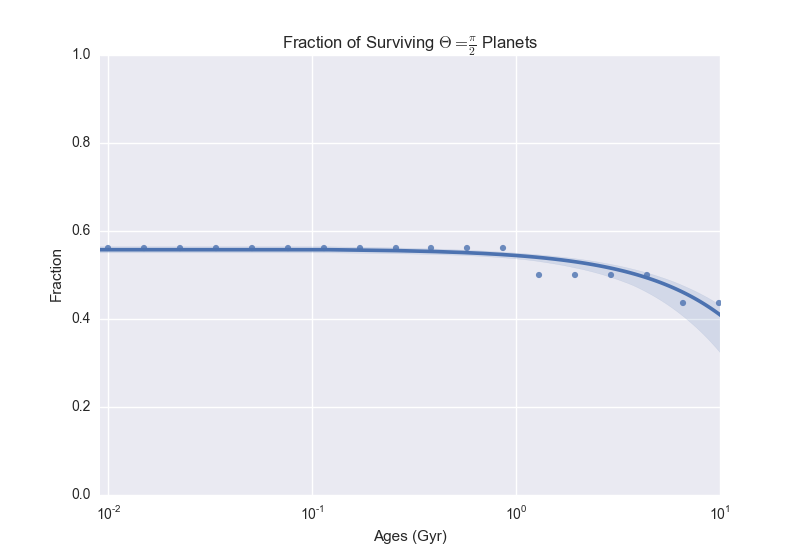 Fraction of Surviving Θ = π/2 Planets
1.0
0.8
0.6
0.4
0.2
0.0
Fraction
10⁻² 10⁻¹ 10⁰ 10¹
Ages (Gyr)